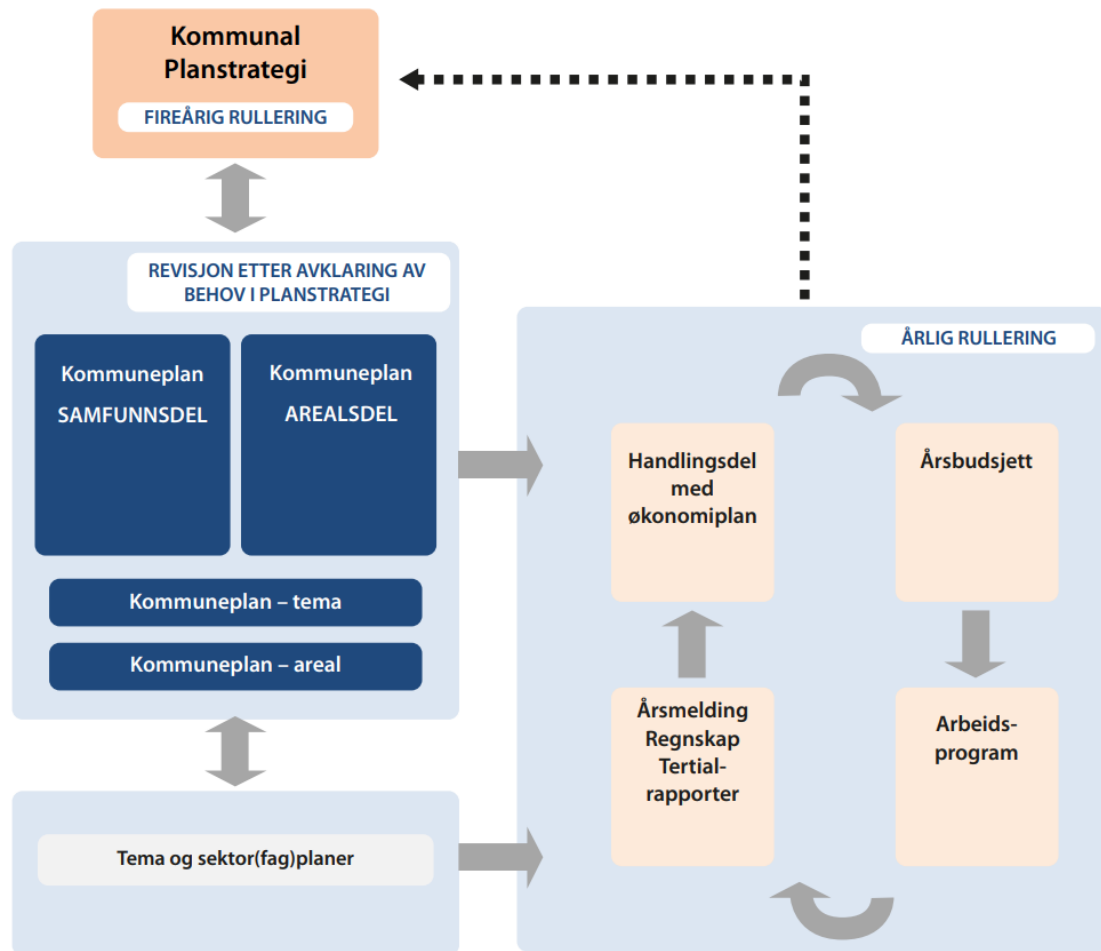 Kommunal
Planstrategi
FIREÅRIG RULLERING
REVISJON ETTER AVKLARING AV
BEHOV I PLANSTRATEGI
Kommuneplan
SAMFUNNSDEL
Kommuneplan
AREALSDEL
Kommuneplan – tema
Kommuneplan – areal
Tema og sektor(fag)planer
ÅRLIG RULLERING
Handlingsdel
med
økonomiplan
Årsbudsjett
Årsmelding
Regnskap
Tertial-
rapporter
Arbeids-
program